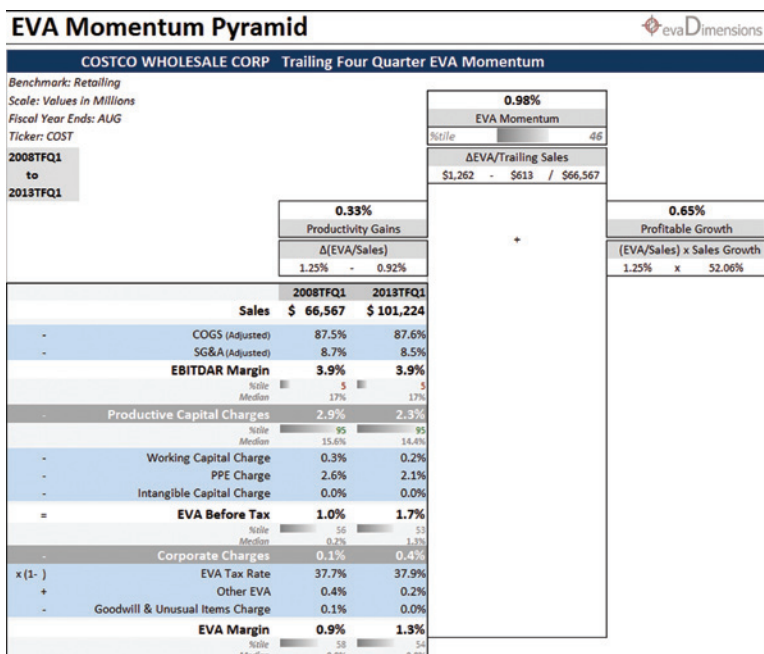 EVA Momentum Pyramid
evaDimensions
COSTCO WHOLESALE CORP Trailing Four Quarter EVA Momentum
Benchmark: Retailing
Scale: Values in Millions
Fiscal Year Ends: AUG
Ticker: COST
2008TFQ1
to
2013TFQ1
0.98%
EVA Momentum
%tile 46
ΔEVA/Trailing Sales
$1,262 - $613 / $66,567
0.33%
Productivity Gains
Δ(EVA/Sales)
1.25% - 0.92%
+
0.65%
Profitable Growth
(EVA/Sales) x Sales Growth
1.25% x 52.06%
2008TFQ1 2013TFQ1
Sales $ 66,567 $ 101,224
- COGS (Adjusted) 87.5% 87.6%
- SG&A (Adjusted) 8.7% 8.5%
EBITDAR Margin 3.9% 3.9%
%tile 5 5
Median 17% 17%
- Productive Capital Charges 2.9% 2.3%
%tile 95 95
Median 15.6% 14.4%
- Working Capital Charge 0.3% 0.2%
- PPE Charge 2.6% 2.1%
- Intangible Capital Charge 0.0% 0.0%
= EVA Before Tax 1.0% 1.7%
%tile 56 53
Median 0.2% 1.3%
- Corporate Charges 0.1% 0.4%
x (1- ) EVA Tax Rate 37.7% 37.9%
+ Other EVA 0.4% 0.2%
- Goodwill & Unusual Items Charge 0.1% 0.0%
EVA Margin 0.9% 1.3%
%tile 58 54